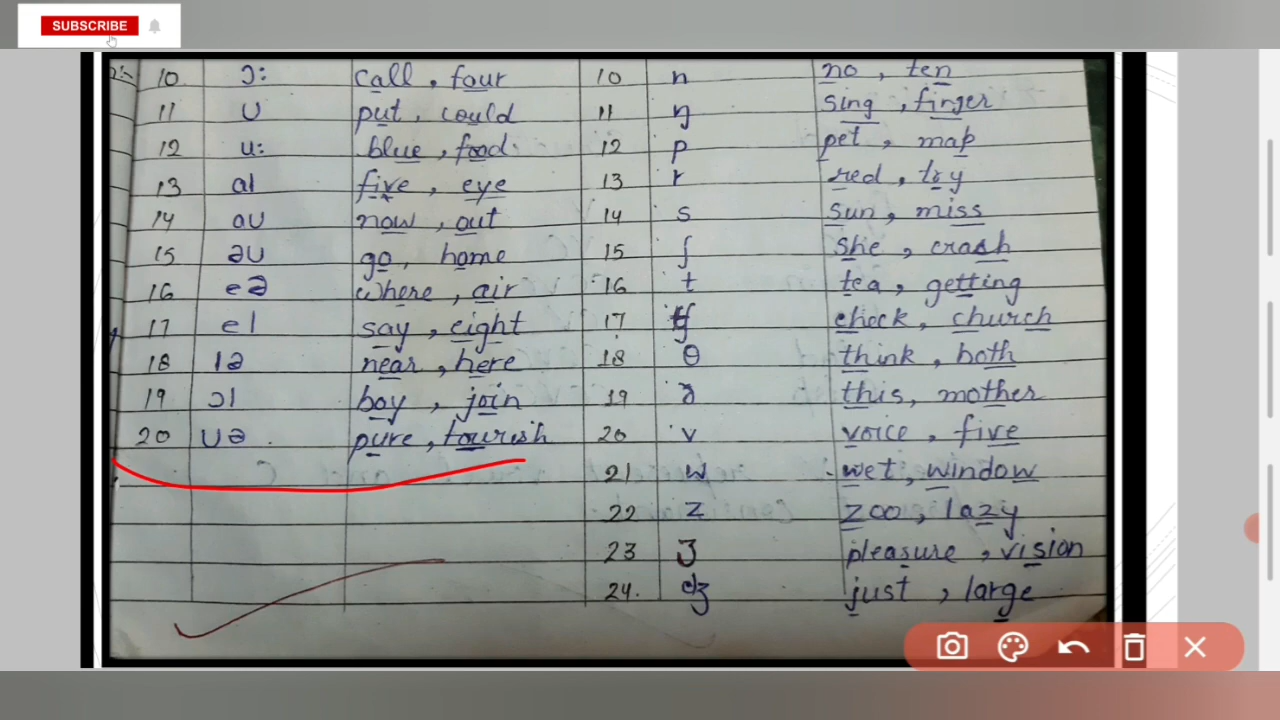 SUBSCRIBE
10 ɔ: call, four 10 n no, ten
11 ʊ put, could 11 ŋ sing, finger
12 u: blue, food 12 p pet, map
13 aI five, eye 13 r red, try
14 aʊ now, out 14 s sun, miss
15 əʊ go, home 15 ʃ she, crash
16 eə where, air 16 t tea, getting
17 eI say, eight 17 tʃ check, church
18 Iə near, here 18 θ think, both
19 ɔI boy, join 19 ð this, mother
20 ʊə pure, tourish 20 v voice, five
21 w wet, window
22 z zoo, lazy
23 ʒ pleasure, vision
24. dʒ just, large